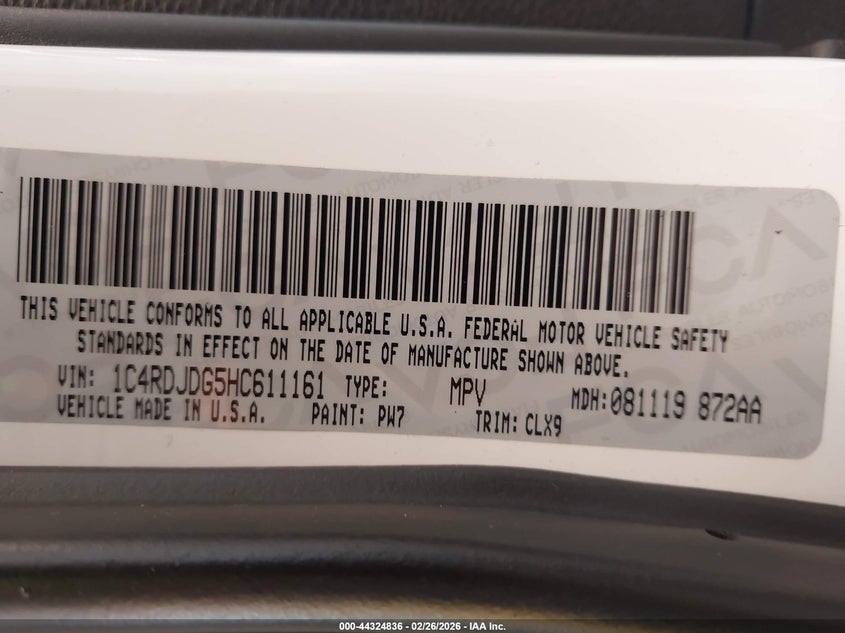 THIS VEHICLE CONFORMS TO ALL APPLICABLE U.S.A. FEDERAL MOTOR VEHICLE SAFETY
STANDARDS IN EFFECT ON THE DATE OF MANUFACTURE SHOWN ABOVE.
VIN: 1C4RDJDG5HC611161 TYPE: MPV MDH: 081119 872AA
VEHICLE MADE IN U.S.A. PAINT: PW7 TRIM: CLX9
000-44324836 - 02/26/2026 - IAA Inc.